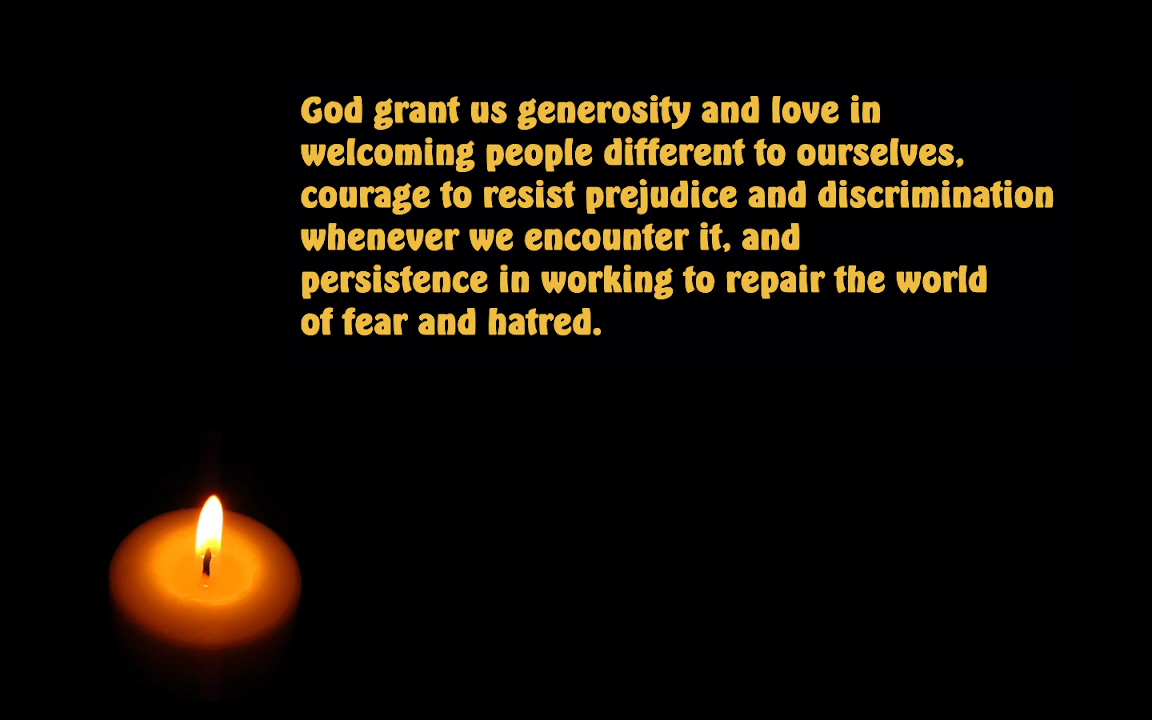 God grant us generosity and love in
welcoming people different to ourselves,
courage to resist prejudice and discrimination
whenever we encounter it, and
persistence in working to repair the world
of fear and hatred.